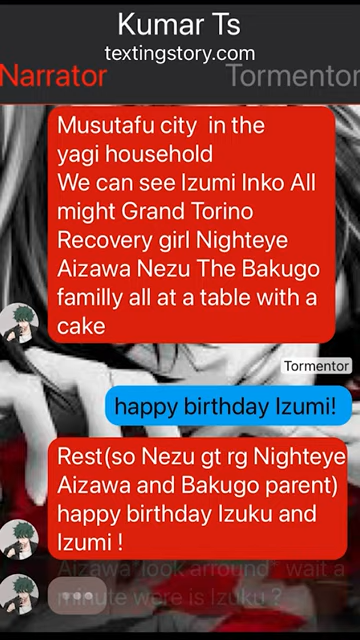 Kumar Ts
textingstory.com
Narrator
Tormentor
Musutafu city in the
yagi household
We can see Izumi Inko All
might Grand Torino
Recovery girl Nighteye
Aizawa Nezu The Bakugo
familly all at a table with a
cake
Tormentor
happy birthday Izumi!
Rest(so Nezu gt rg Nighteye
Aizawa and Bakugo parent)
happy birthday Izuku and
Izumi !
Aizawa*look arround* wait a
minute were is Izuku ?